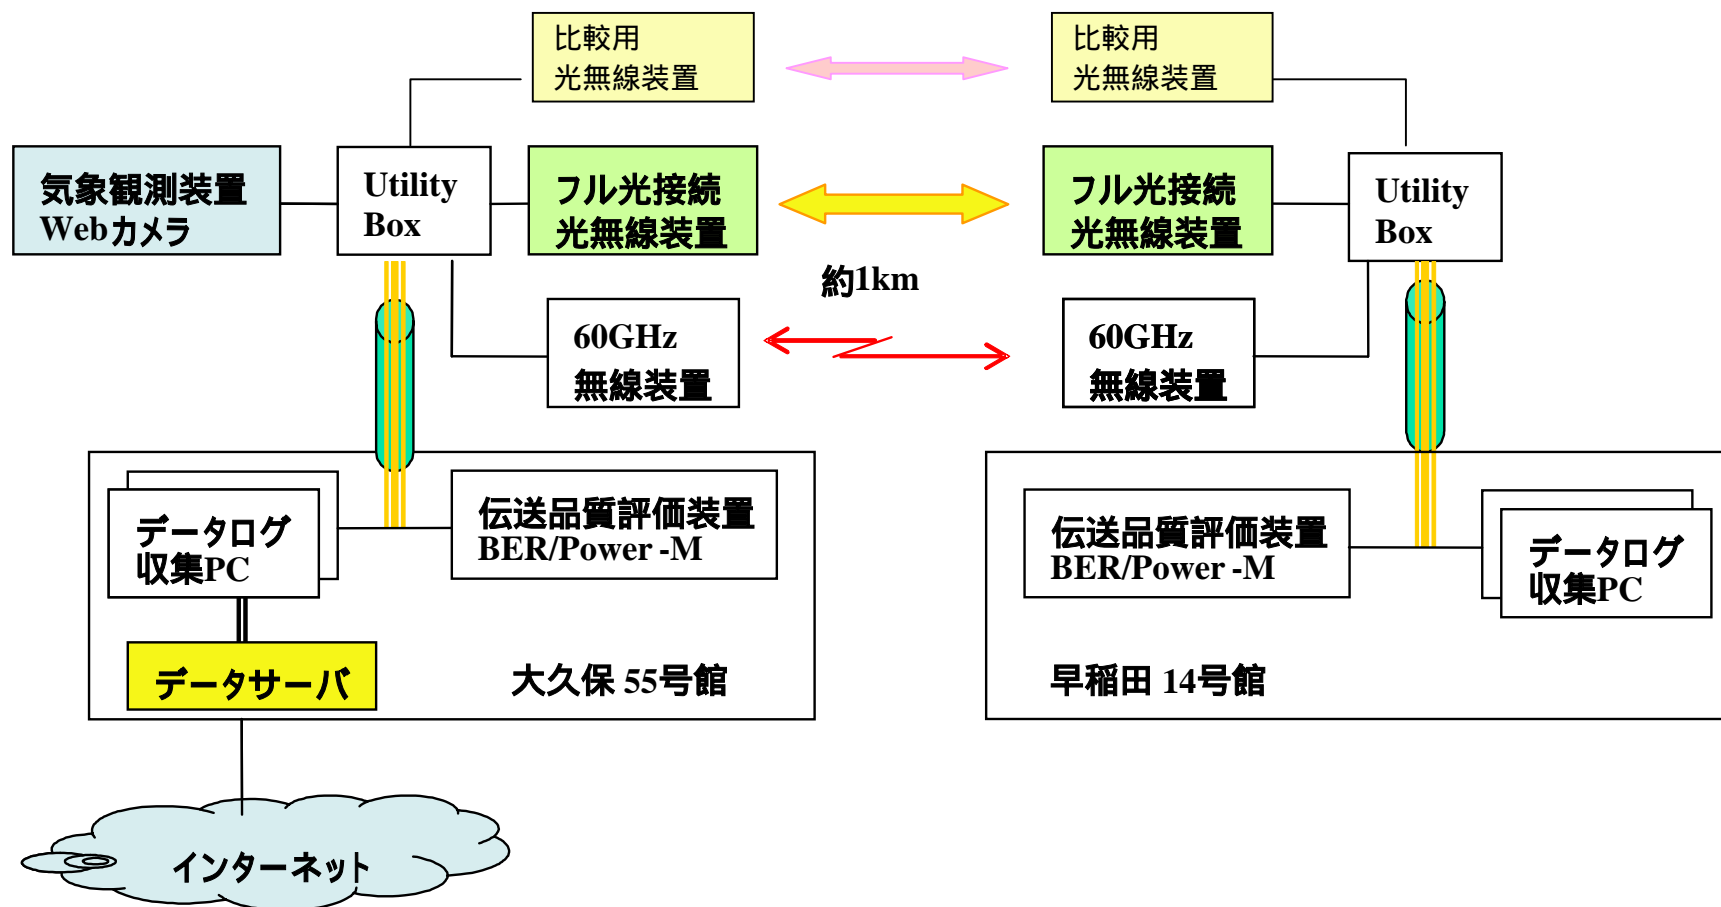 比較用
光無線装置
比較用
光無線装置
気象観測装置
Webカメラ
Utility
Box
フル光接続
光無線装置
フル光接続
光無線装置
Utility
Box
約1km
60GHz
無線装置
60GHz
無線装置
データログ
収集PC
伝送品質評価装置
BER/Power-M
データサーバ
大久保 55号館
伝送品質評価装置
BER/Power-M
データログ
収集PC
早稲田 14号館
インターネット